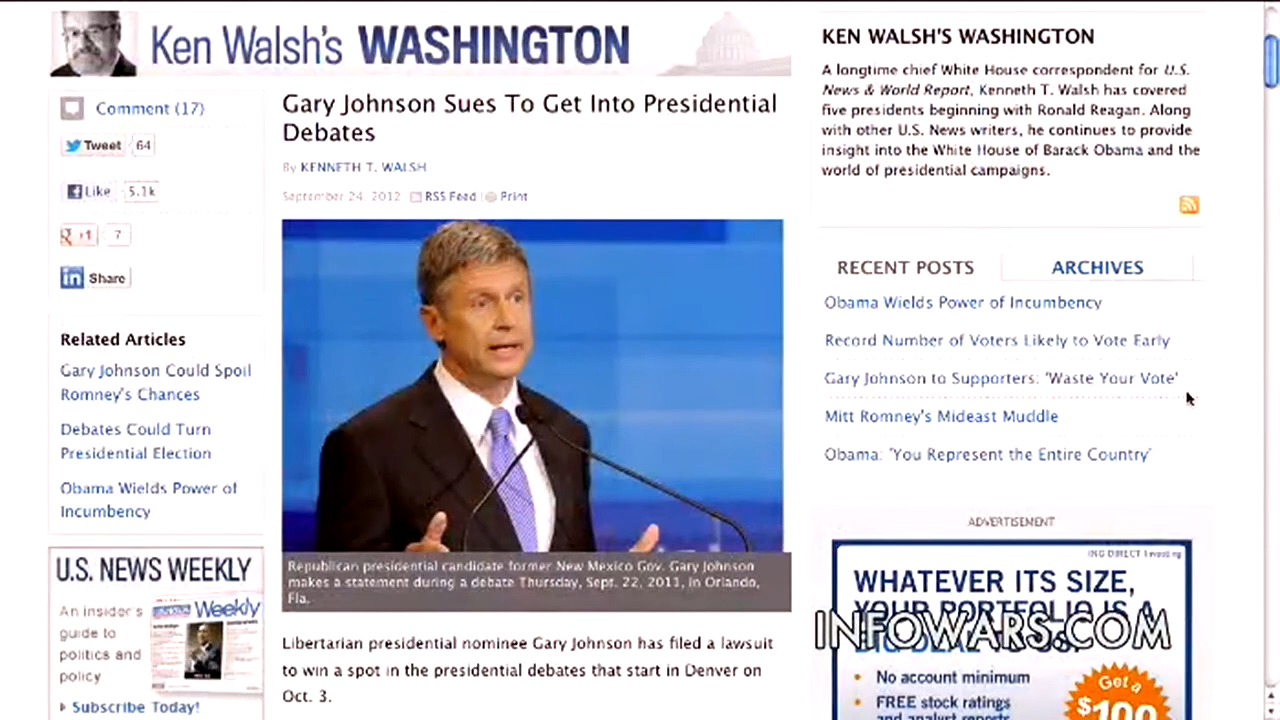 Ken Walsh's WASHINGTON
Comment (17)
Tweet 64
Like 5.1k
+1 7
in Share
Related Articles
Gary Johnson Could Spoil
Romney's Chances
Debates Could Turn
Presidential Election
Obama Wields Power of
Incumbency
U.S. NEWS WEEKLY
An insider's
guide to
politics and
policy
Weekly
Subscribe Today!
Gary Johnson Sues To Get Into Presidential
Debates
By KENNETH T. WALSH
September 24, 2012 RSS Feed Print
Republican presidential candidate former New Mexico Gov. Gary Johnson
makes a statement during a debate Thursday, Sept. 22, 2011, in Orlando,
Fla.
Libertarian presidential nominee Gary Johnson has filed a lawsuit
to win a spot in the presidential debates that start in Denver on
Oct. 3.
KEN WALSH'S WASHINGTON
A longtime chief White House correspondent for U.S.
News & World Report, Kenneth T. Walsh has covered
five presidents beginning with Ronald Reagan. Along
with other U.S. News writers, he continues to provide
insight into the White House of Barack Obama and the
world of presidential campaigns.
RECENT POSTS ARCHIVES
Obama Wields Power of Incumbency
Record Number of Voters Likely to Vote Early
Gary Johnson to Supporters: 'Waste Your Vote'
Mitt Romney's Mideast Muddle
Obama: 'You Represent the Entire Country'
ADVERTISEMENT
ING DIRECT Investing
WHATEVER ITS SIZE,
YOUR PORTFOLIO IS A
INFOWARS.COM
No account minimum
FREE stock ratings
and analyst reports
Get a
$100